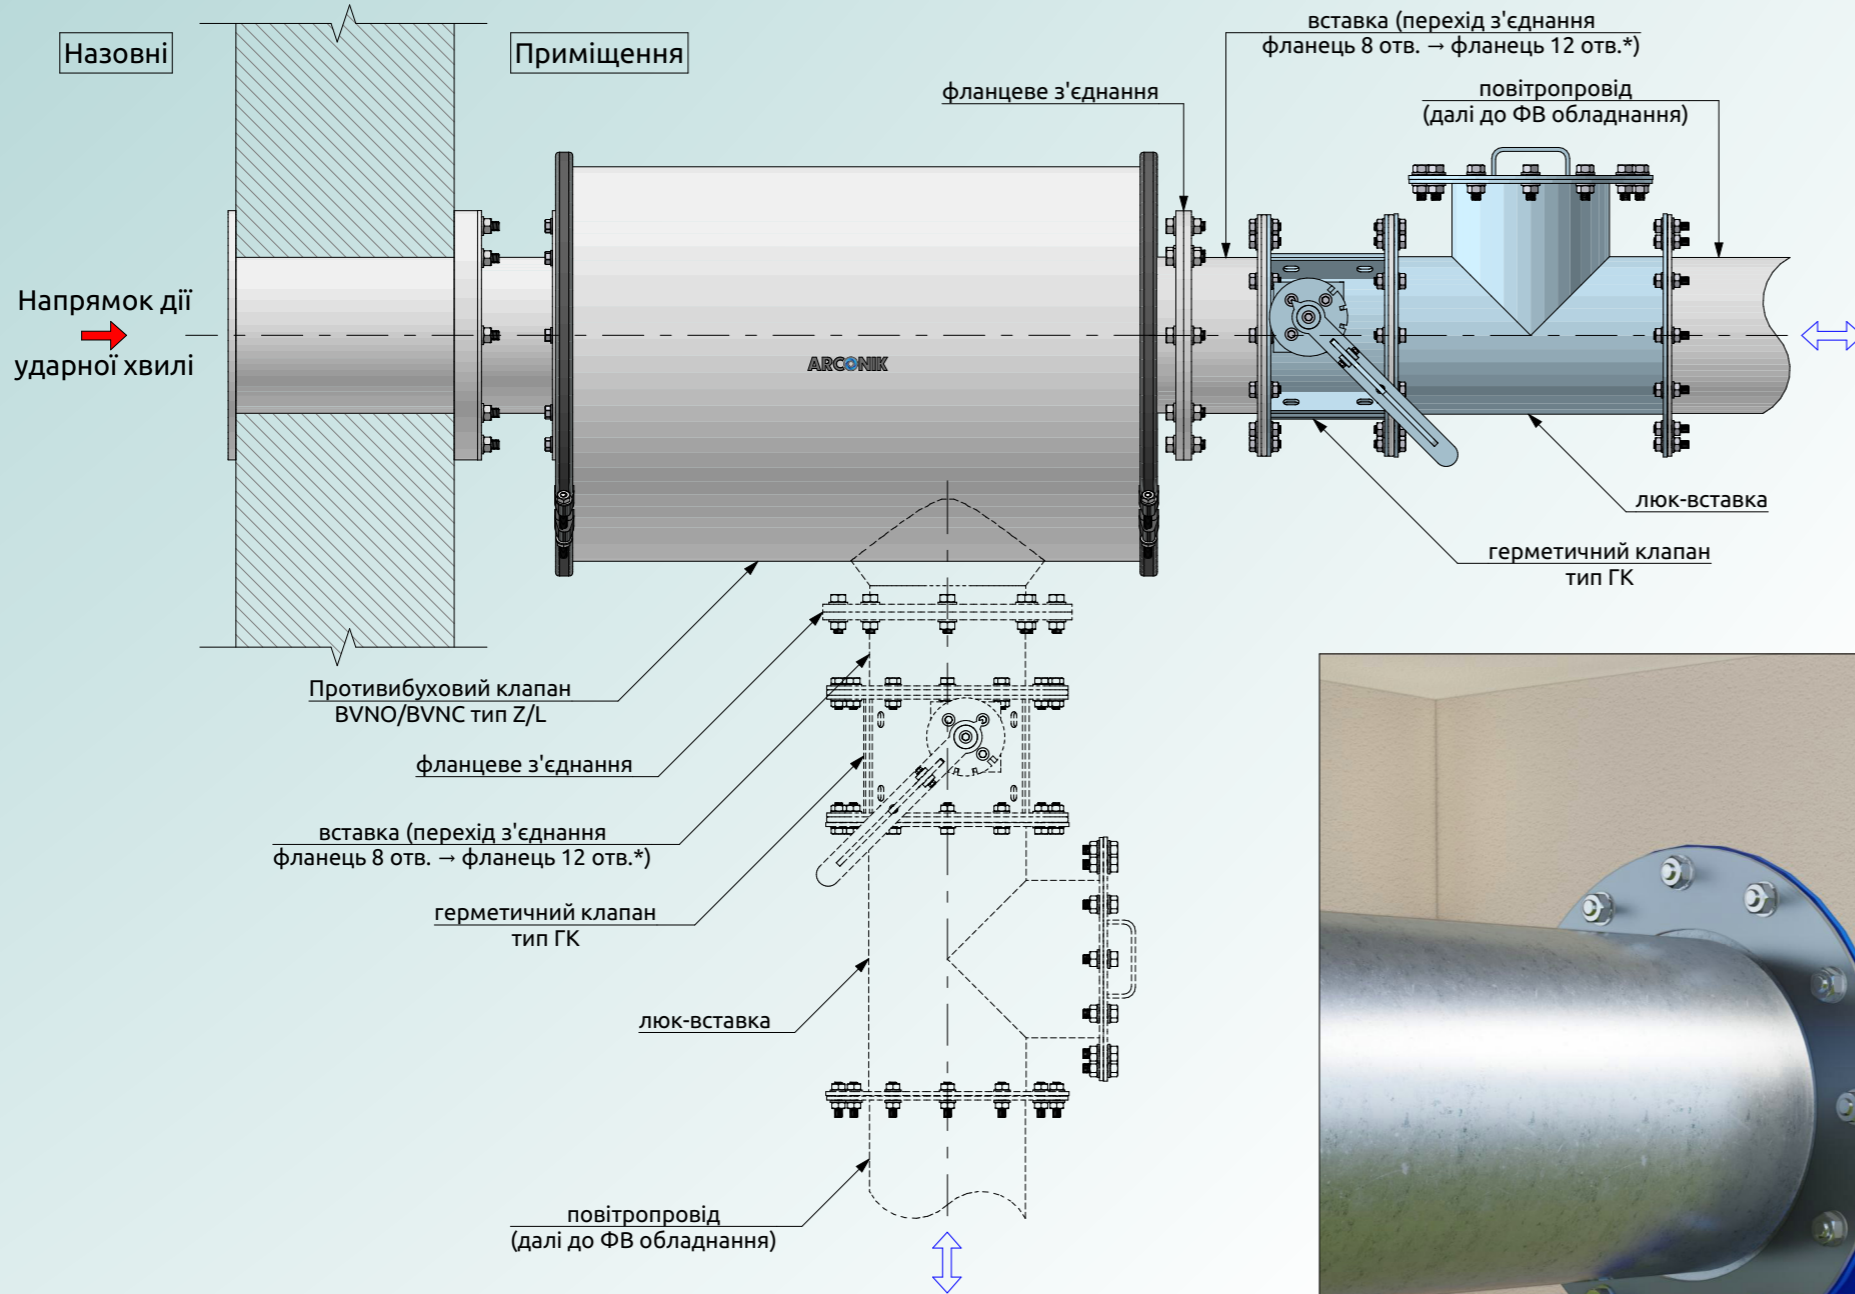 Назовні
Приміщення
вставка (перехід з'єднання
фланець 8 отв. → фланець 12 отв.*)
фланцеве з'єднання
повітропровід
(далі до ФВ обладнання)
Напрямок дії
ударної хвилі
ARCONIK
люк-вставка
герметичний клапан
тип ГК
Противибуховий клапан
BVNO/BVNC тип Z/L
фланцеве з'єднання
вставка (перехід з'єднання
фланець 8 отв. → фланець 12 отв.*)
герметичний клапан
тип ГК
люк-вставка
повітропровід
(далі до ФВ обладнання)